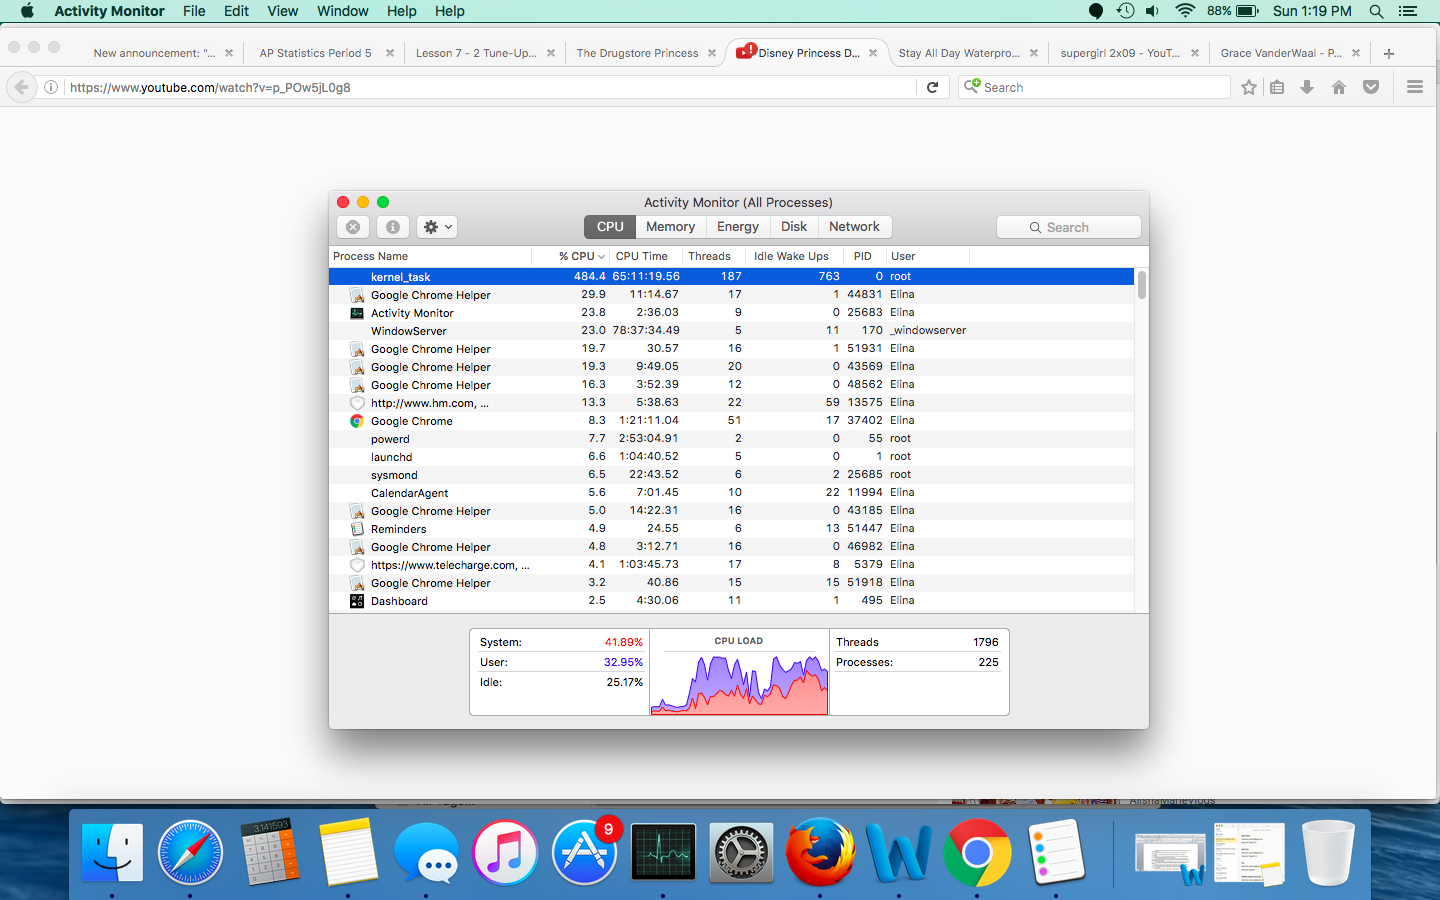 Activity Monitor File Edit View Window Help Help 88% Sun 1:19 PM
New announcement: "... AP Statistics Period 5 Lesson 7 - 2 Tune-Up... The Drugstore Princess Disney Princess D... Stay All Day Waterpro... supergirl 2x09 - YouT... Grace VanderWaal - P...
https://www.youtube.com/watch?v=p_POw5jL0g8 Search
Activity Monitor (All Processes)
CPU Memory Energy Disk Network Search
Process Name % CPU CPU Time Threads Idle Wake Ups PID User
kernel_task 484.4 65:11:19.56 187 763 0 root
Google Chrome Helper 29.9 11:14.67 17 1 44831 Elina
Activity Monitor 23.8 2:36.03 9 0 25683 Elina
WindowServer 23.0 78:37:34.49 5 11 170 _windowserver
Google Chrome Helper 19.7 30.57 16 1 51931 Elina
Google Chrome Helper 19.3 9:49.05 20 0 43569 Elina
Google Chrome Helper 16.3 3:52.39 12 0 48562 Elina
http://www.hm.com, ... 13.3 5:38.63 22 59 13575 Elina
Google Chrome 8.3 1:21:11.04 51 17 37402 Elina
powerd 7.7 2:53:04.91 2 0 55 root
launchd 6.6 1:04:40.52 5 0 1 root
sysmond 6.5 22:43.52 6 2 25685 root
CalendarAgent 5.6 7:01.45 10 22 11994 Elina
Google Chrome Helper 5.0 14:22.31 16 0 43185 Elina
Reminders 4.9 24.55 6 13 51447 Elina
Google Chrome Helper 4.8 3:12.71 16 0 46982 Elina
https://www.telecharge.com, ... 4.1 1:03:45.73 17 8 5379 Elina
Google Chrome Helper 3.2 40.86 15 15 51918 Elina
Dashboard 2.5 4:30.06 11 1 495 Elina
System: 41.89% CPU LOAD Threads 1796
User: 32.95% Processes: 225
Idle: 25.17%
3.141593
9